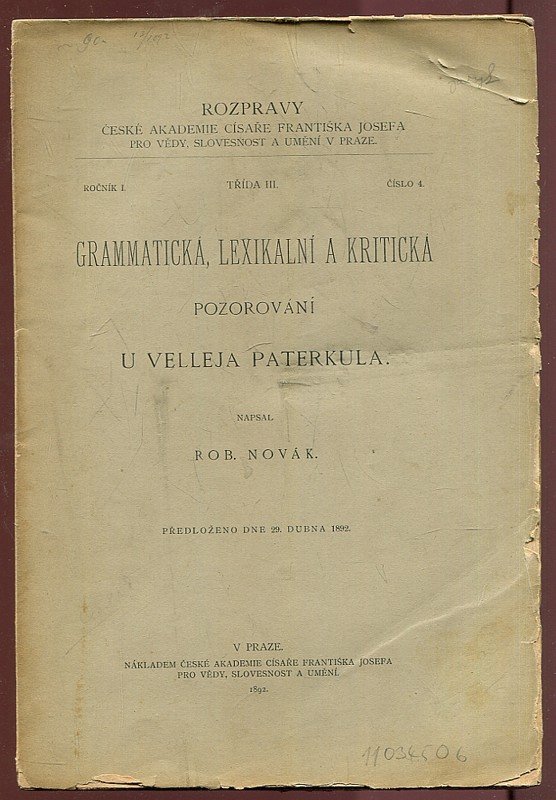 ROZPRAVY
ČESKÉ AKADEMIE CÍSAŘE FRANTIŠKA JOSEFA
PRO VĚDY, SLOVESNOST A UMĚNÍ V PRAZE.
ROČNÍK I. TŘÍDA III. ČÍSLO 4.
GRAMMATICKÁ, LEXIKALNÍ A KRITICKÁ
POZOROVÁNÍ
U VELLEJA PATERKULA.
NAPSAL
ROB. NOVÁK.
PŘEDLOŽENO DNE 29. DUBNA 1892.
V PRAZE.
NÁKLADEM ČESKÉ AKADEMIE CÍSAŘE FRANTIŠKA JOSEFA
PRO VĚDY, SLOVESNOST A UMĚNÍ.
1892.
11034506